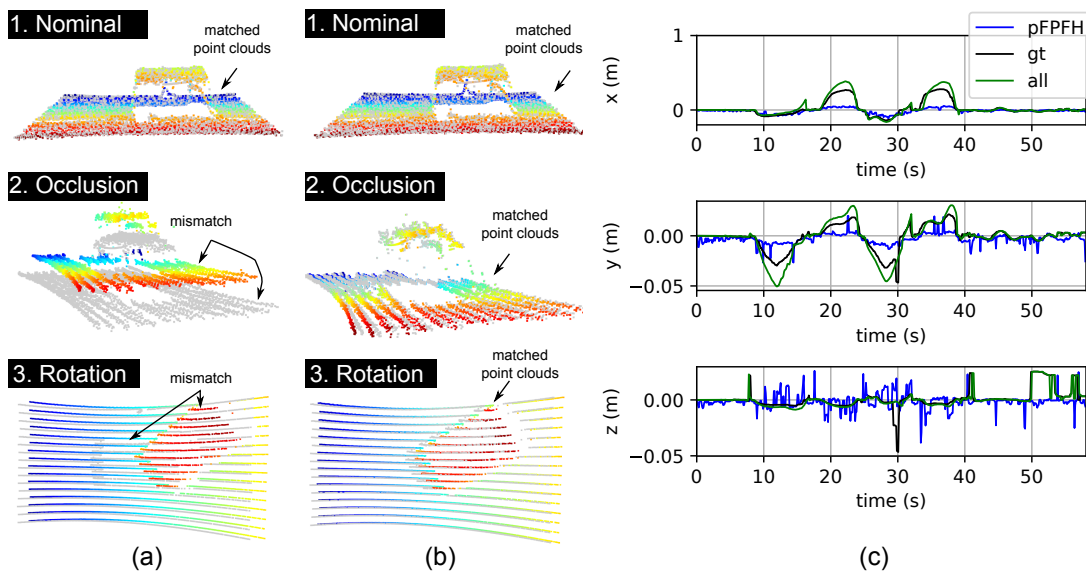 1. Nominal
matched
point clouds
2. Occlusion
mismatch
3. Rotation
mismatch
(a)
1. Nominal
matched
point clouds
2. Occlusion
matched
point clouds
3. Rotation
matched
point clouds
(b)
pFPFH
gt
all
x (m)
1
0
0 10 20 30 40 50
time (s)
y (m)
0.00
−0.05
0 10 20 30 40 50
time (s)
z (m)
0.00
−0.05
0 10 20 30 40 50
time (s)
(c)